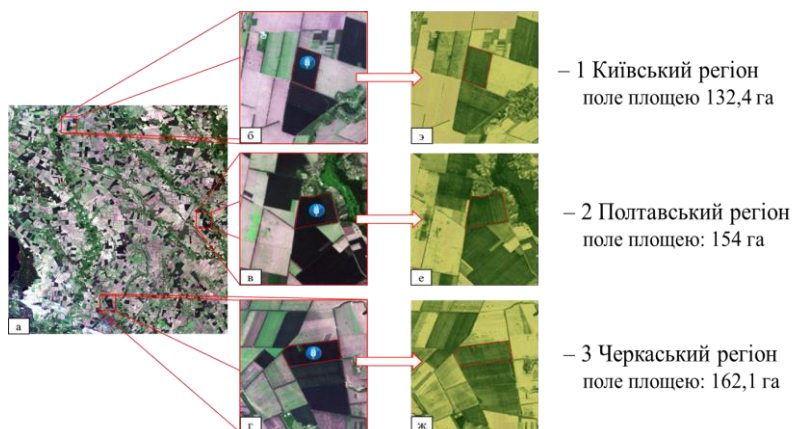 б
э
– 1 Київський регіон
поле площею 132,4 га
в
е
– 2 Полтавський регіон
поле площею: 154 га
а
г
ж
– 3 Черкаський регіон
поле площею: 162,1 га